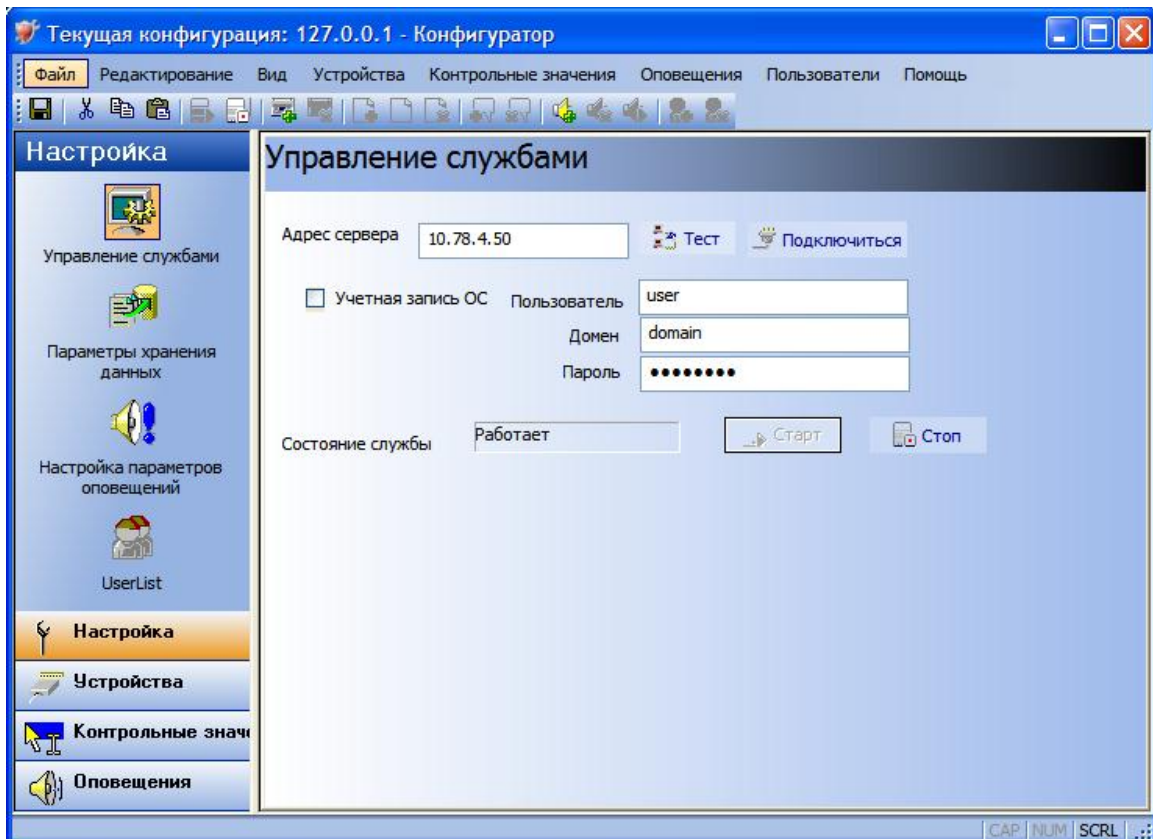 Текущая конфигурация: 127.0.0.1 - Конфигуратор
Файл Редактирование Вид Устройства Контрольные значения Оповещения Пользователи Помощь
Настройка
Управление службами
Параметры хранения
данных
Настройка параметров
оповещений
UserList
Настройка
Устройства
Контрольные знач
Оповещения
Управление службами
Адрес сервера 10.78.4.50 Тест Подключиться
Учетная запись ОС Пользователь user
Домен domain
Пароль ••••••••
Состояние службы Работает Старт Стоп
CAP NUM SCRL